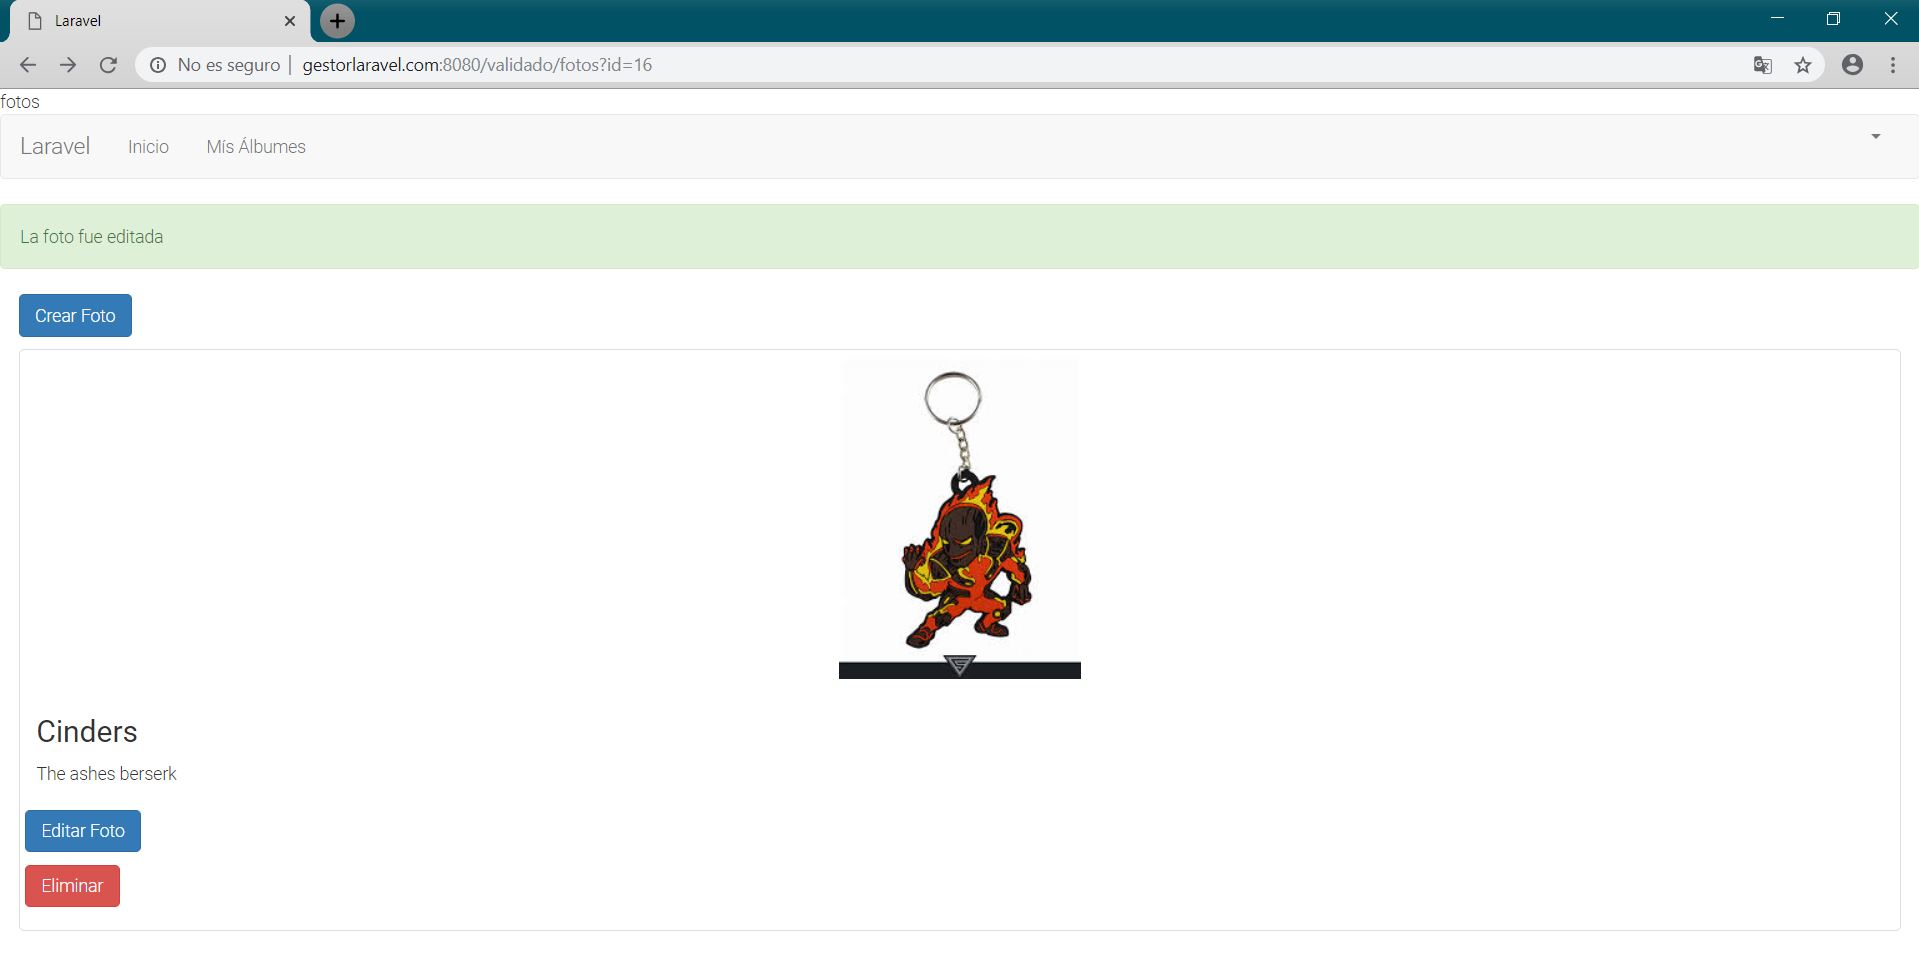 Laravel
No es seguro | gestorlaravel.com:8080/validado/fotos?id=16
fotos
Laravel Inicio Mís Álbumes
La foto fue editada
Crear Foto
Cinders
The ashes berserk
Editar Foto
Eliminar